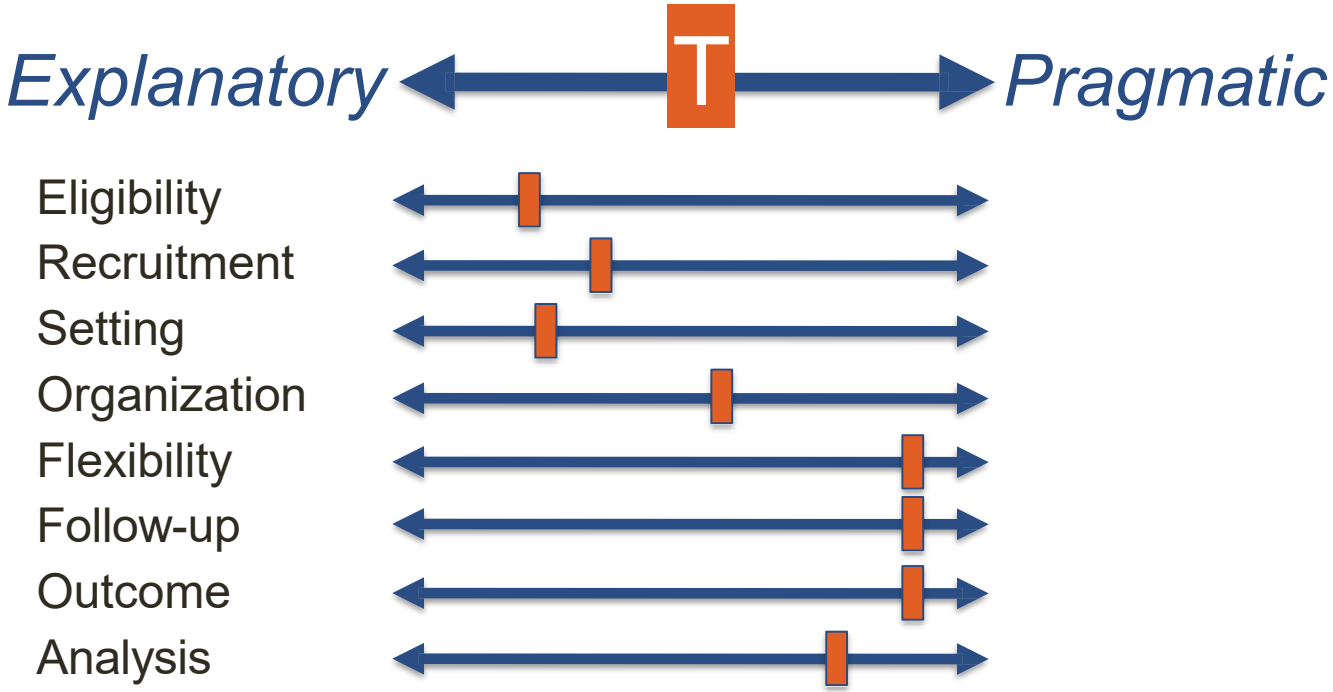 Explanatory T Pragmatic
Eligibility
Recruitment
Setting
Organization
Flexibility
Follow-up
Outcome
Analysis